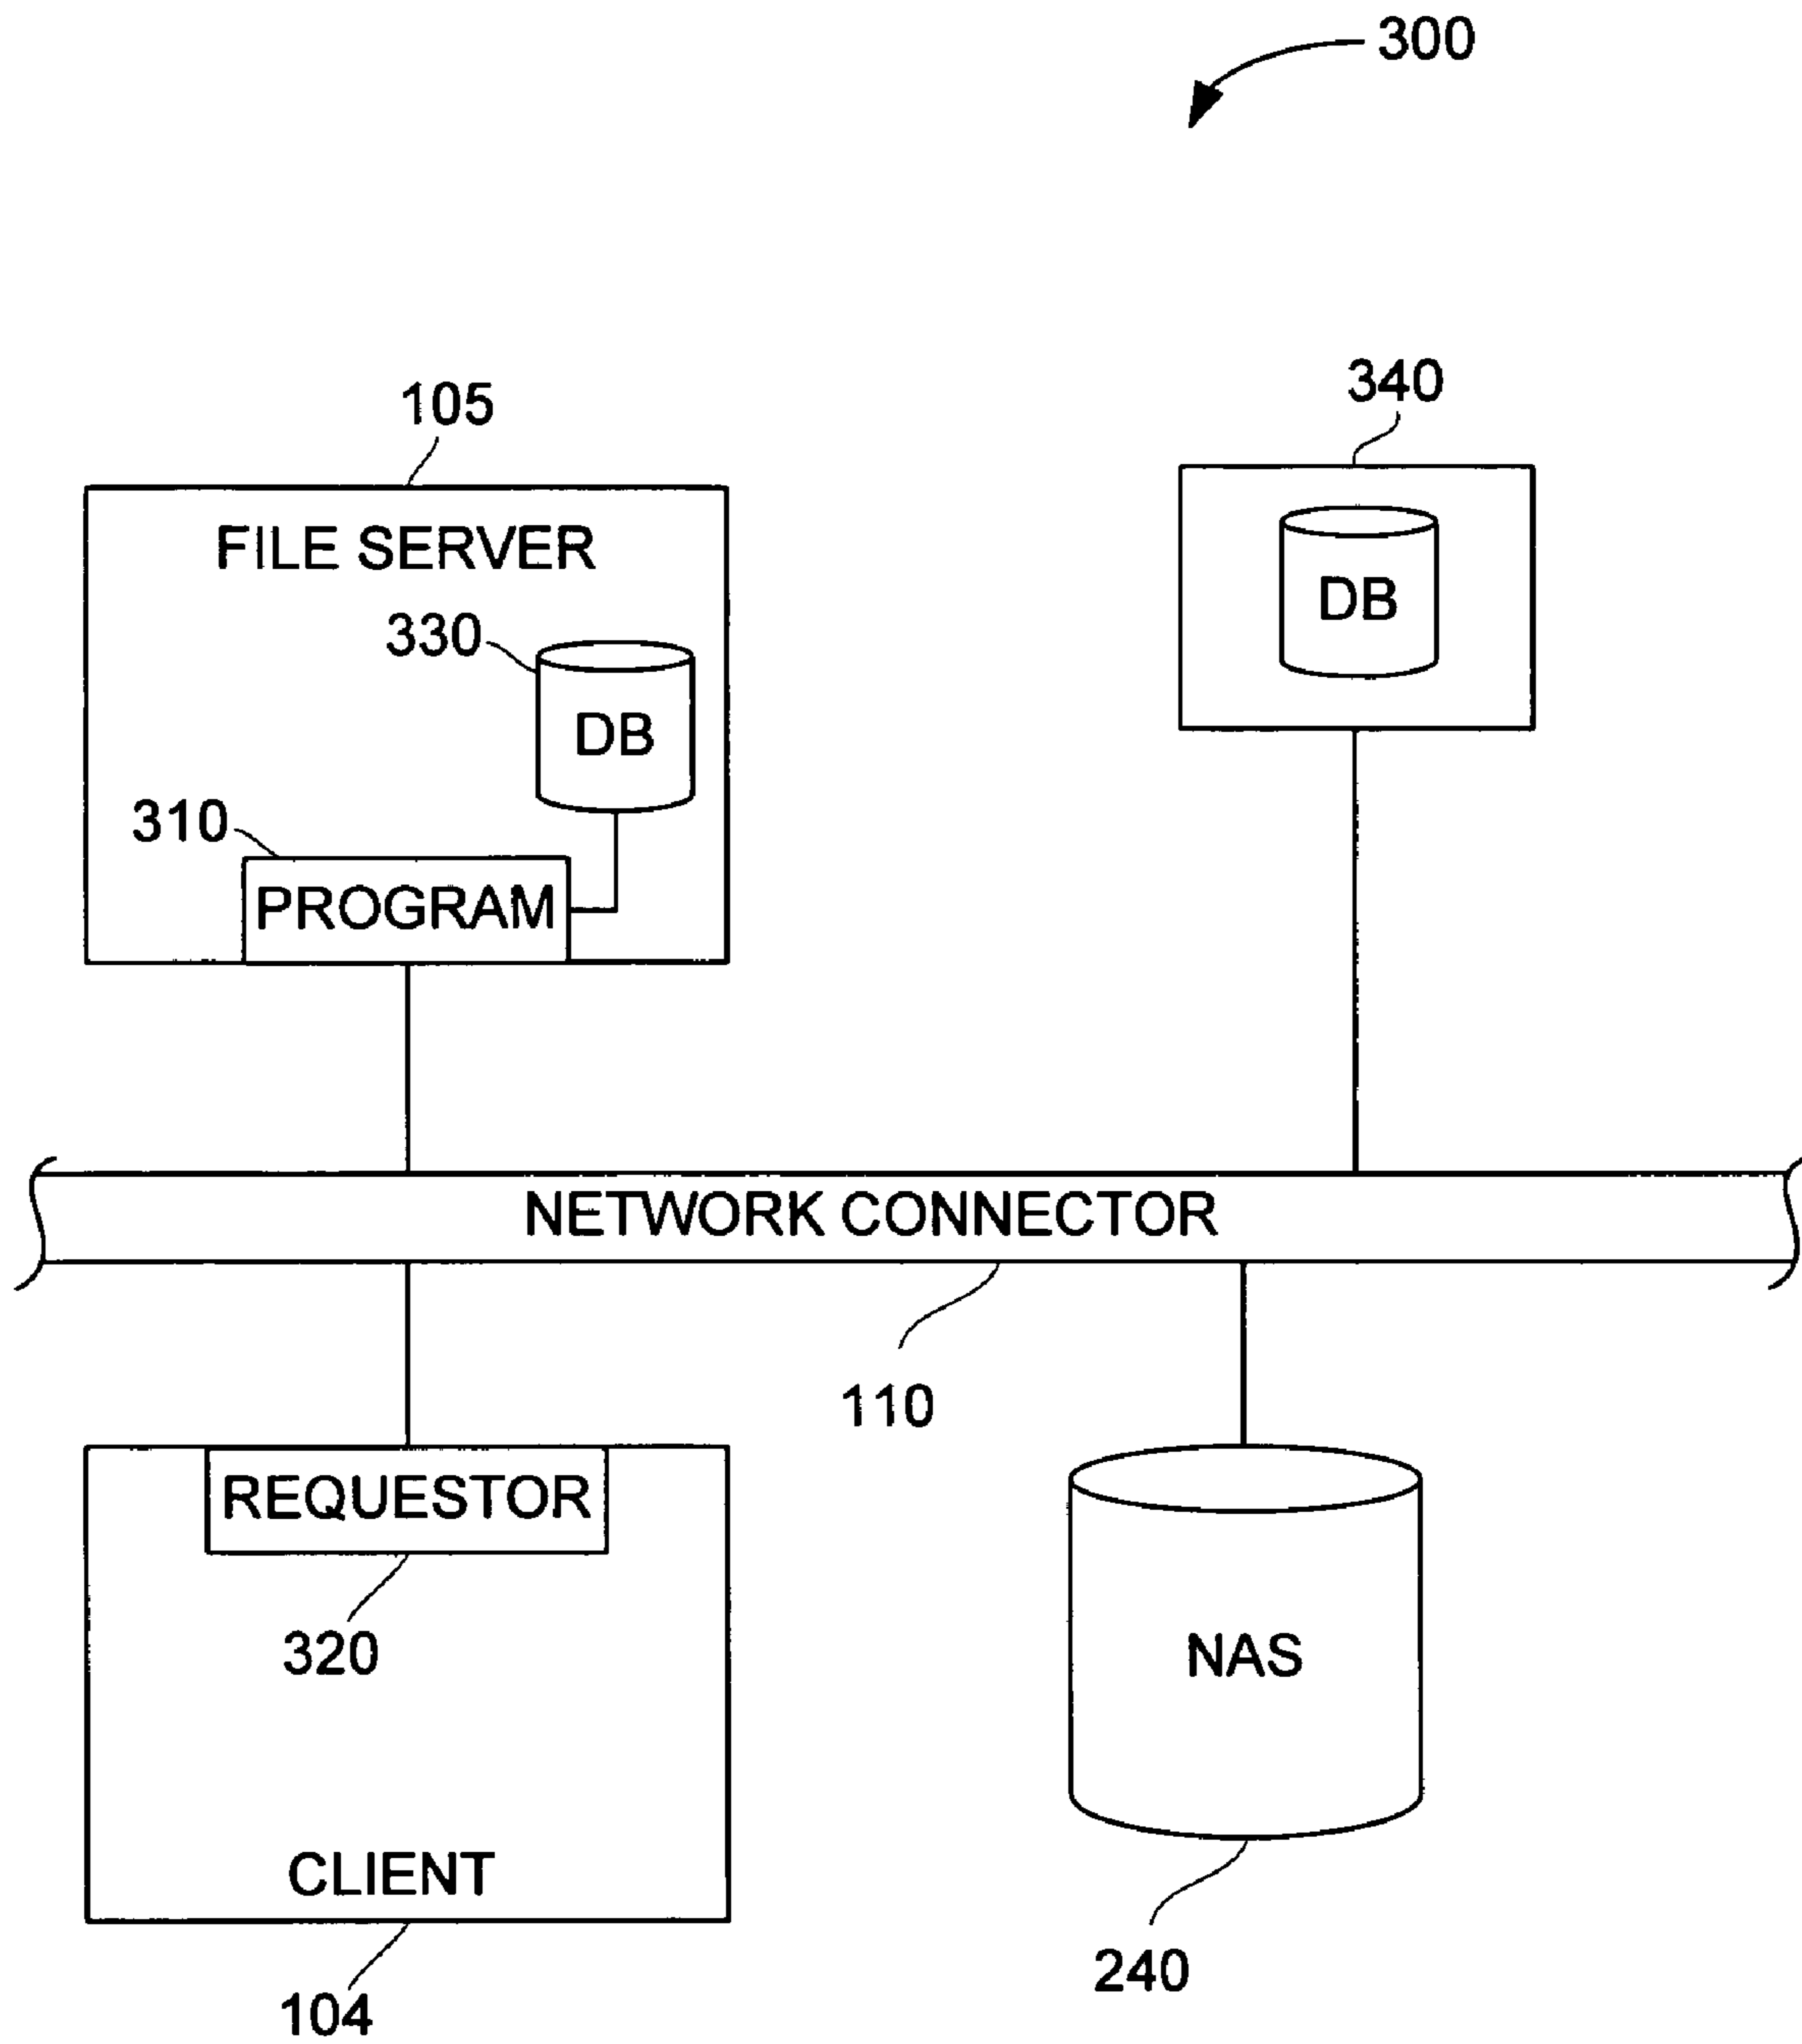 300
340
105
FILE SERVER
DB
330
DB
310
PROGRAM
NETWORK CONNECTOR
110
REQUESTOR
320
NAS
CLIENT
240
104